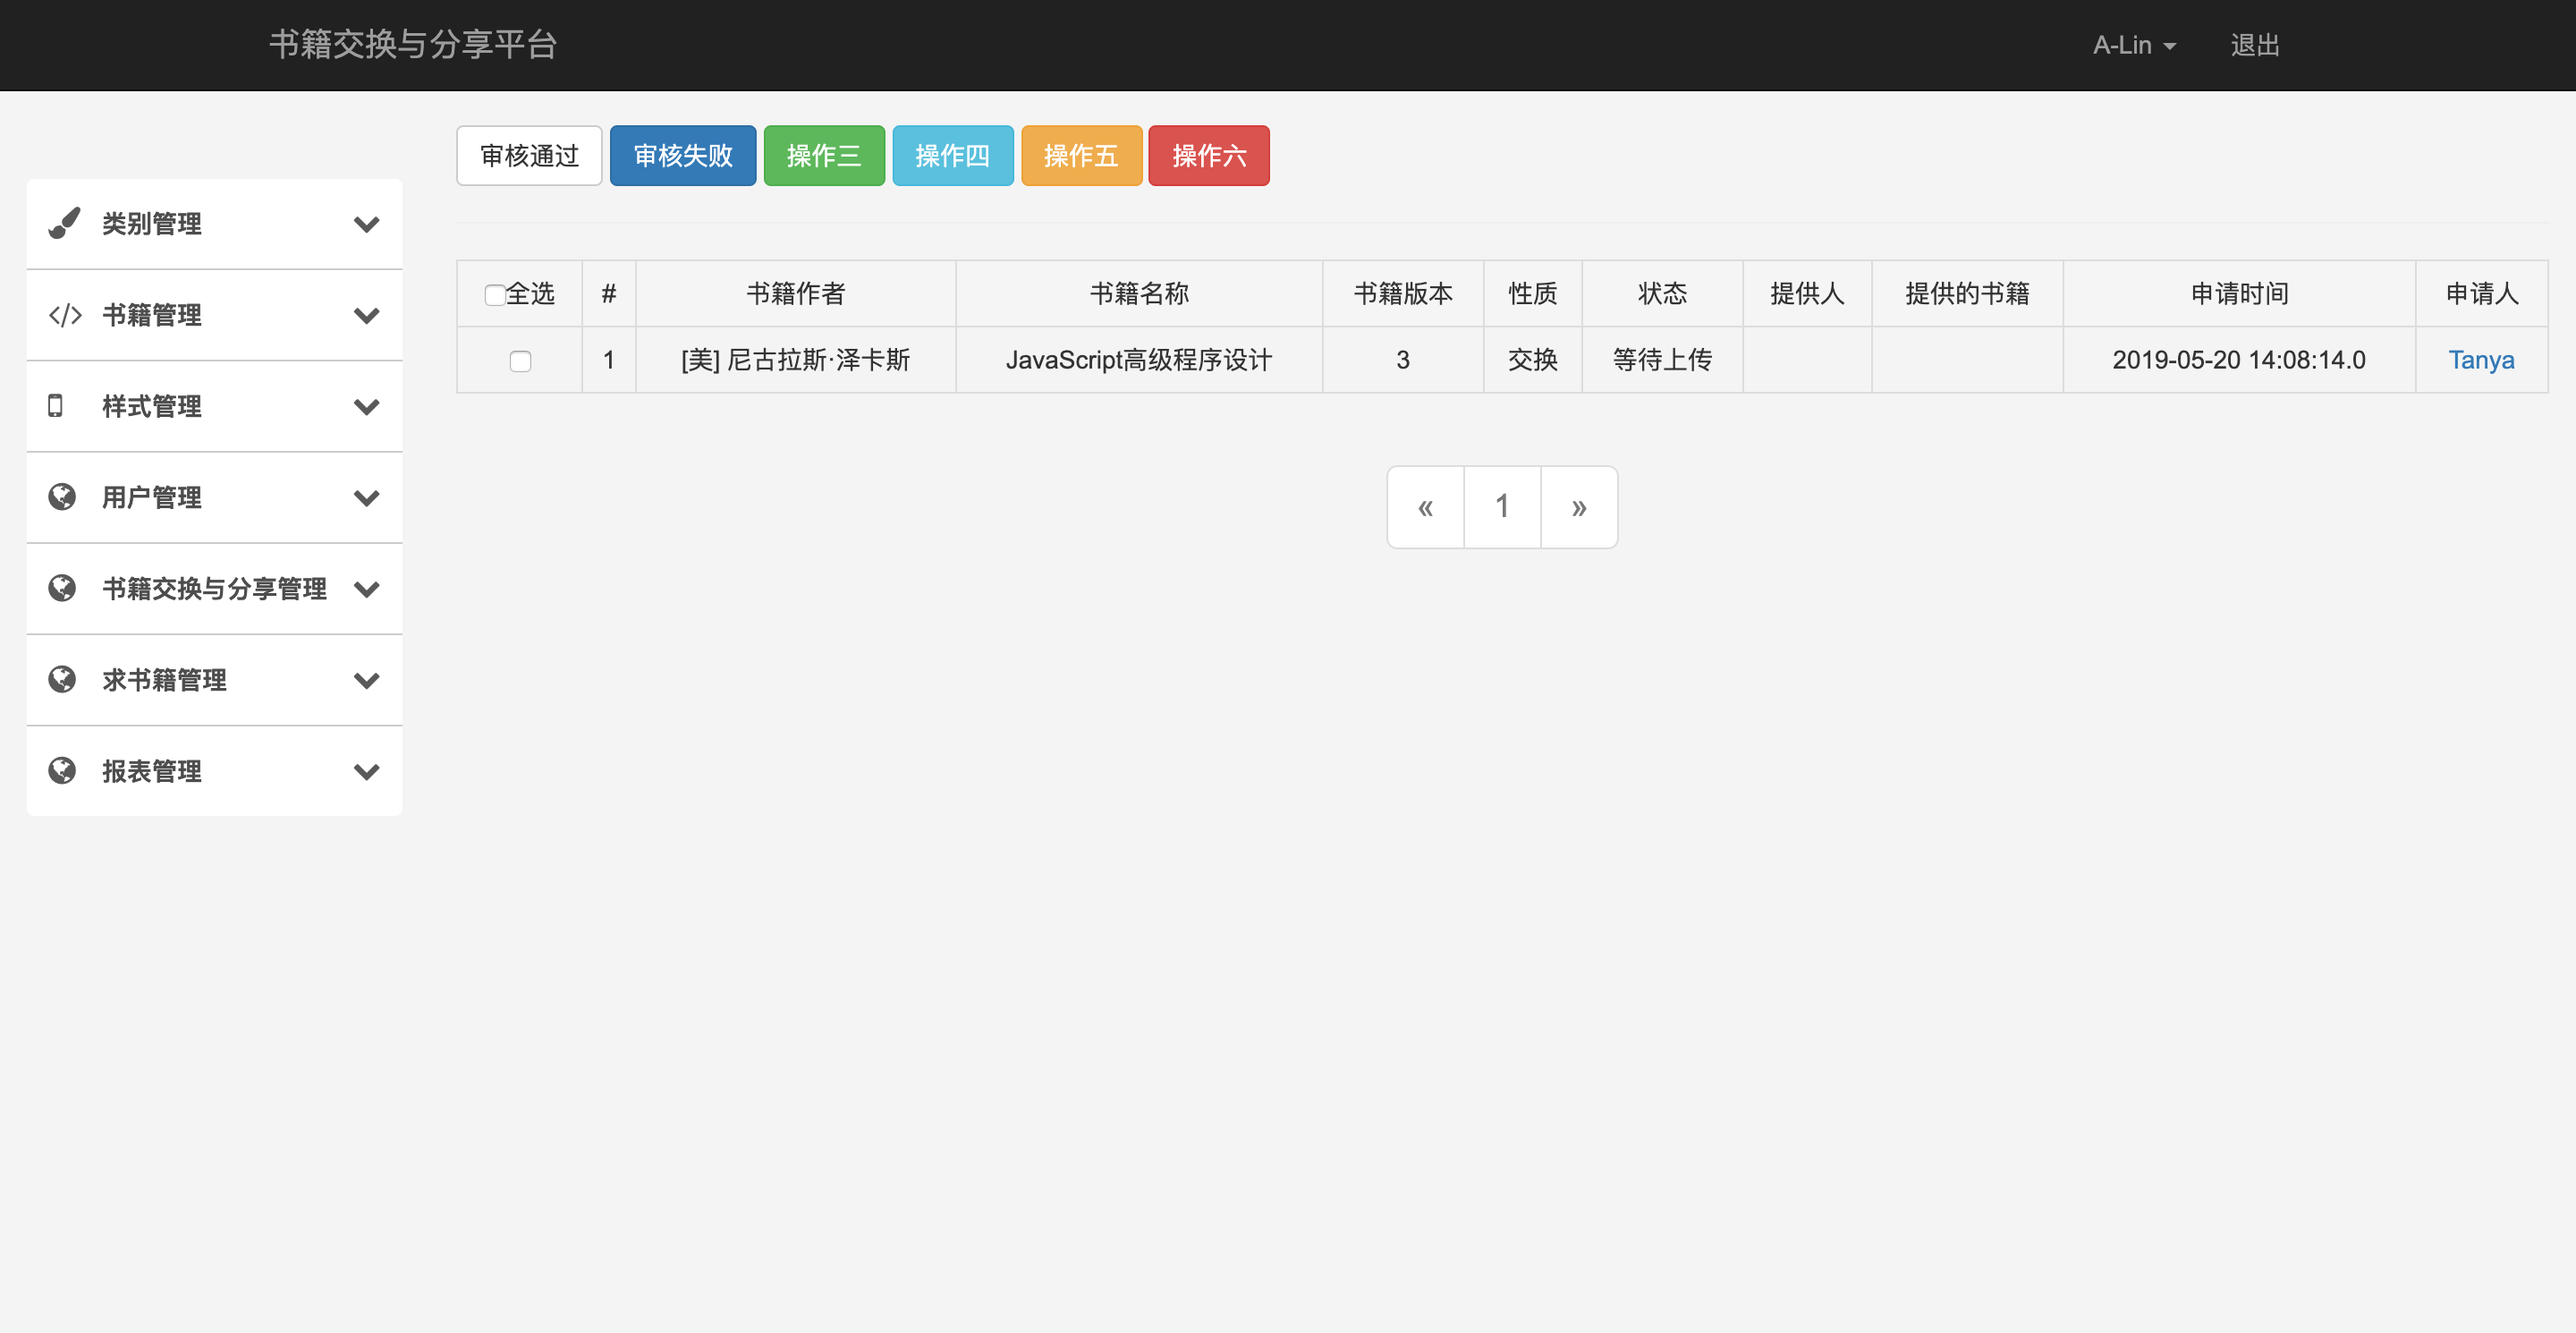 书籍交换与分享平台
A-Lin
退出
审核通过 审核失败 操作三 操作四 操作五 操作六
类别管理
书籍管理
样式管理
用户管理
书籍交换与分享管理
求书籍管理
报表管理
全选 # 书籍作者 书籍名称 书籍版本 性质 状态 提供人 提供的书籍 申请时间 申请人
1 [美] 尼古拉斯·泽卡斯 JavaScript高级程序设计 3 交换 等待上传 2019-05-20 14:08:14.0 Tanya
« 1 »